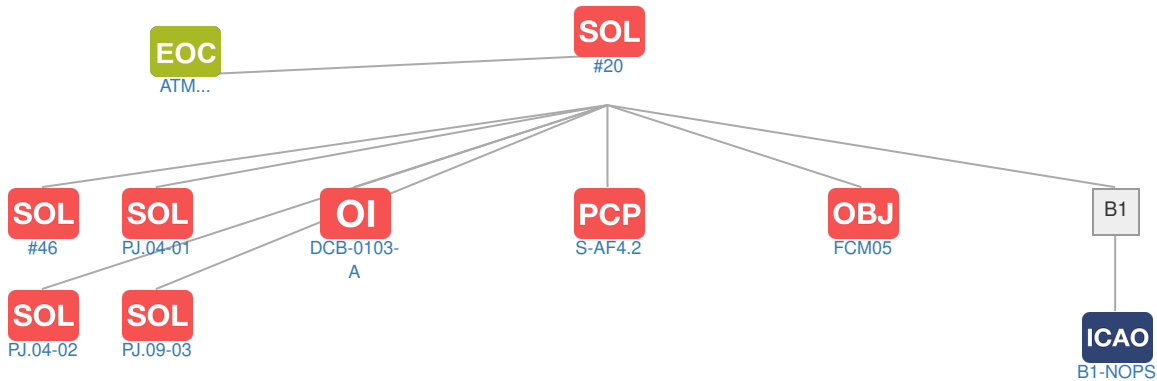 EOC
ATM...
SOL
#20
SOL
#46
SOL
PJ.04-01
OI
DCB-0103-
A
PCP
S-AF4.2
OBJ
FCM05
B1
SOL
PJ.04-02
SOL
PJ.09-03
ICAO
B1-NOPS